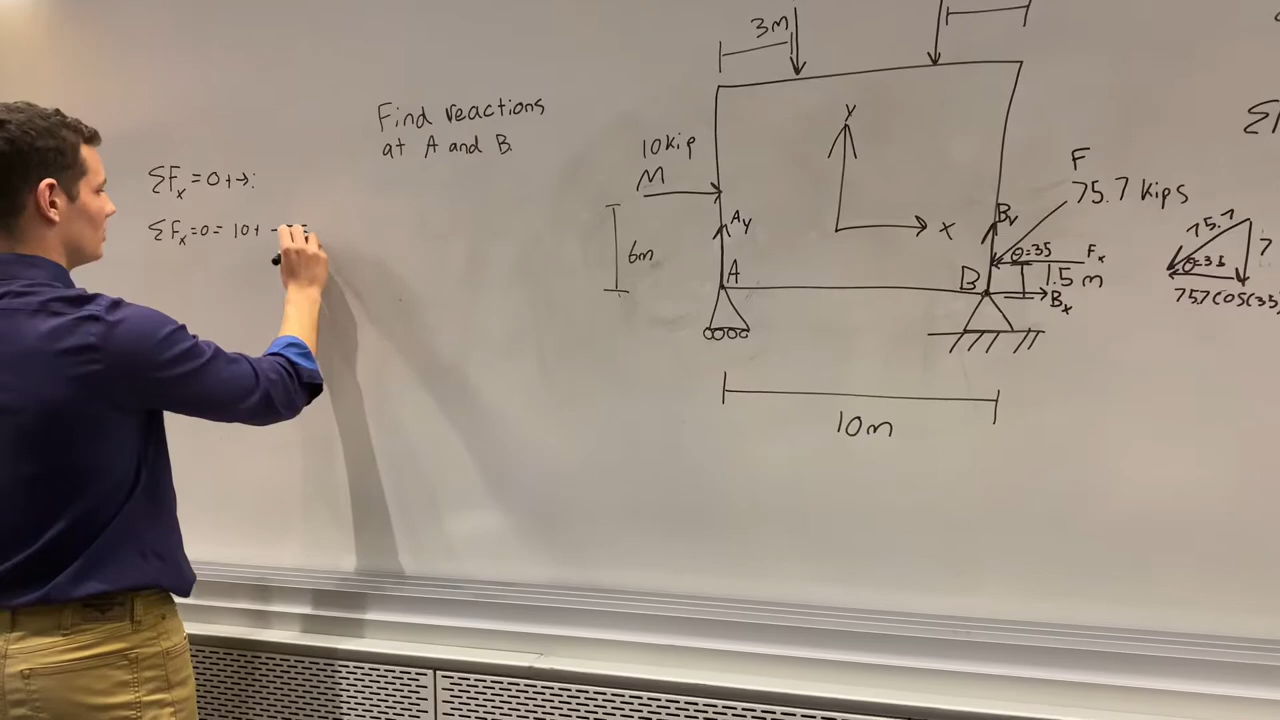 ΣFₓ=0+→:
ΣFₓ=0= 10+ -
Find reactions
at A and B.
3m
10kip
M
6m
Ay
A
Y
X
10m
F
75.7 kips
By
θ=35
Fₓ
1.5 m
B
Bₓ
75.7
θ=35
7
75.7cos(35)
Σ